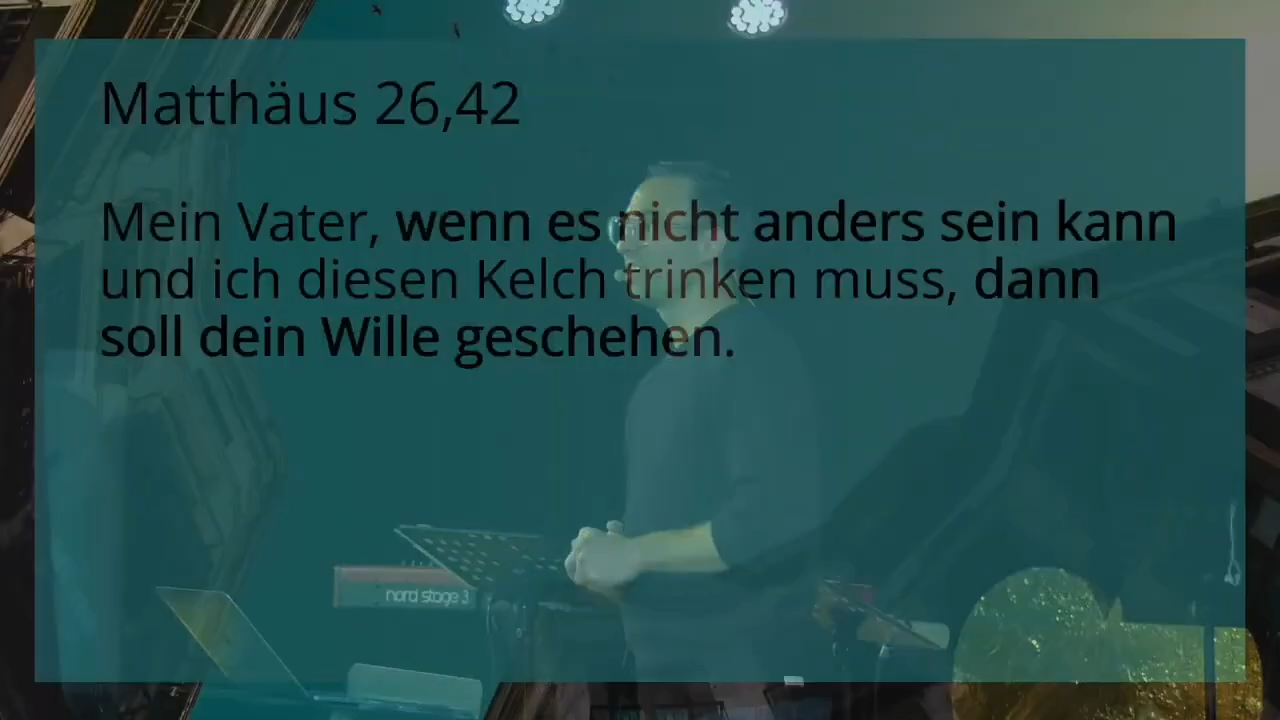 Matthäus 26,42
Mein Vater, wenn es nicht anders sein kann
und ich diesen Kelch trinken muss, dann
soll dein Wille geschehen.
nord stage 3